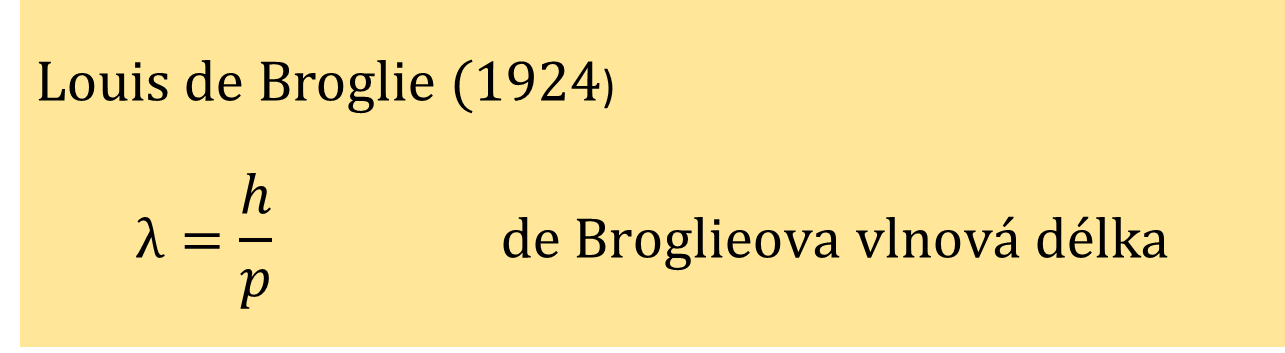 Louis de Broglie (1924)
λ = h/p de Broglieova vlnová délka